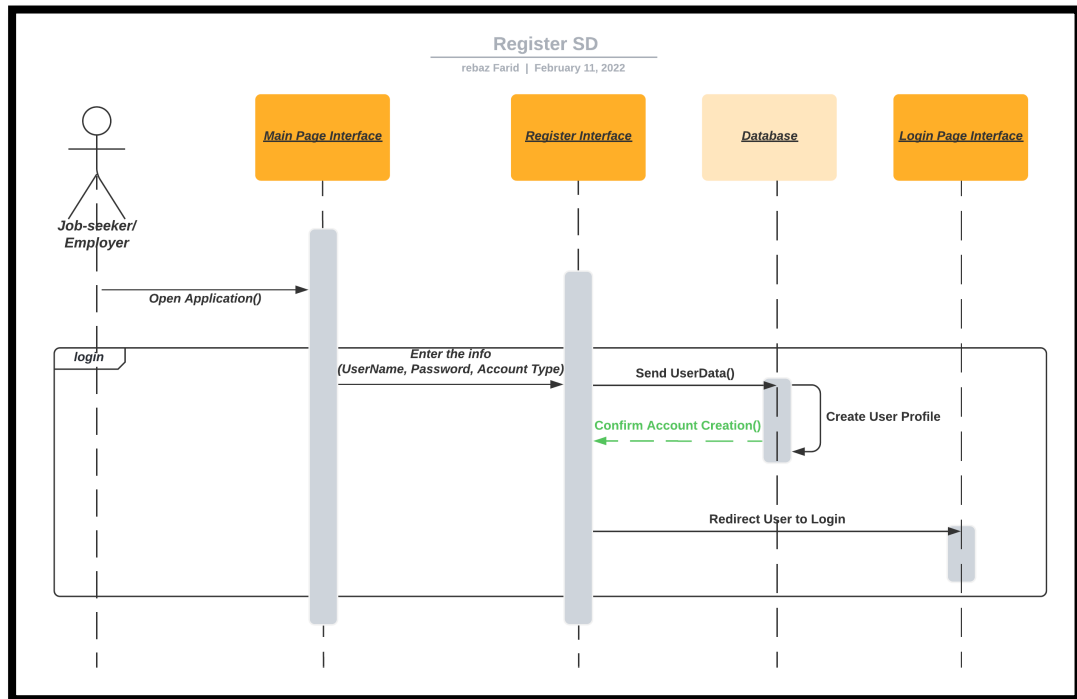 Register SD
rebaz Farid | February 11, 2022
Main Page Interface
Register Interface
Database
Login Page Interface
Job-seeker/
Employer
Open Application()
login
Enter the info
(UserName, Password, Account Type)
Send UserData()
Create User Profile
Confirm Account Creation()
Redirect User to Login